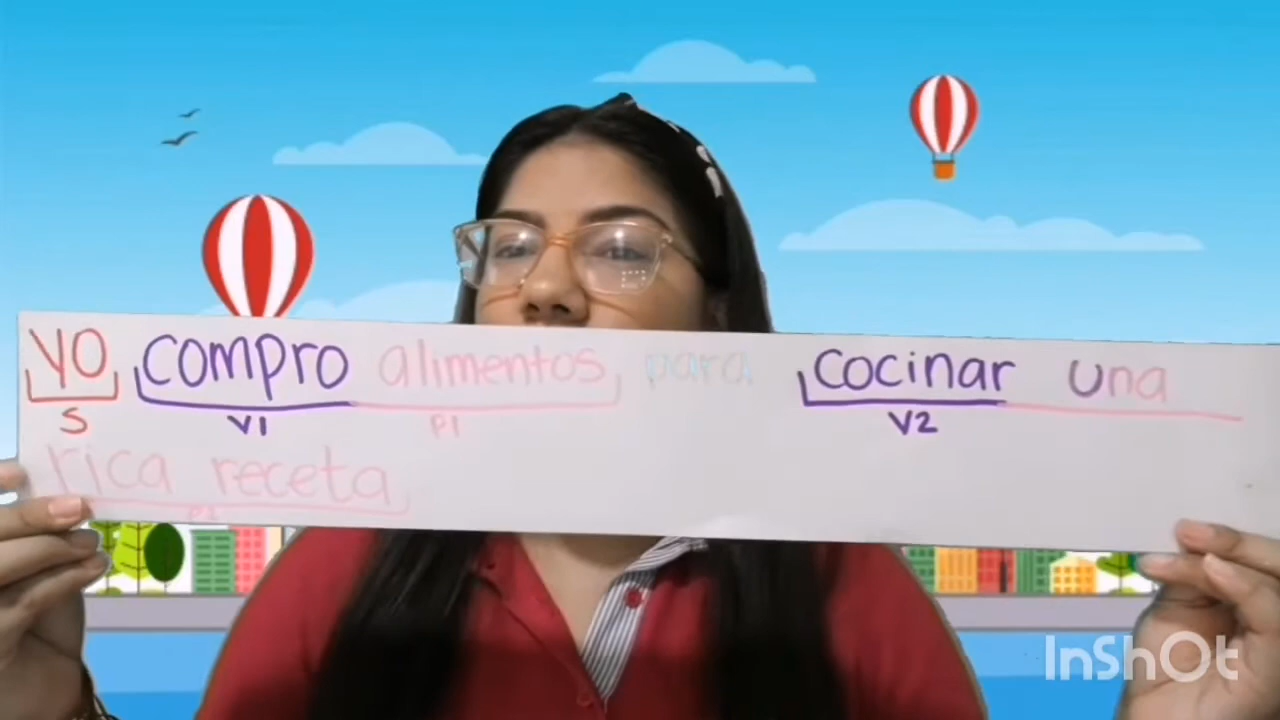 yo compro alimentos para cocinar una
S V1 P1 V2
rica receta
InShOt